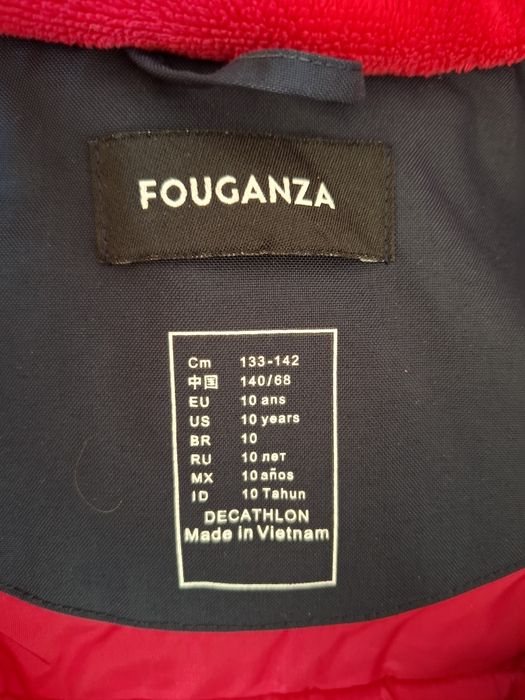 FOUGANZA
Cm 133-142
中国 140/68
EU 10 ans
US 10 years
BR 10
RU 10 лет
MX 10 años
ID 10 Tahun
DECATHLON
Made in Vietnam